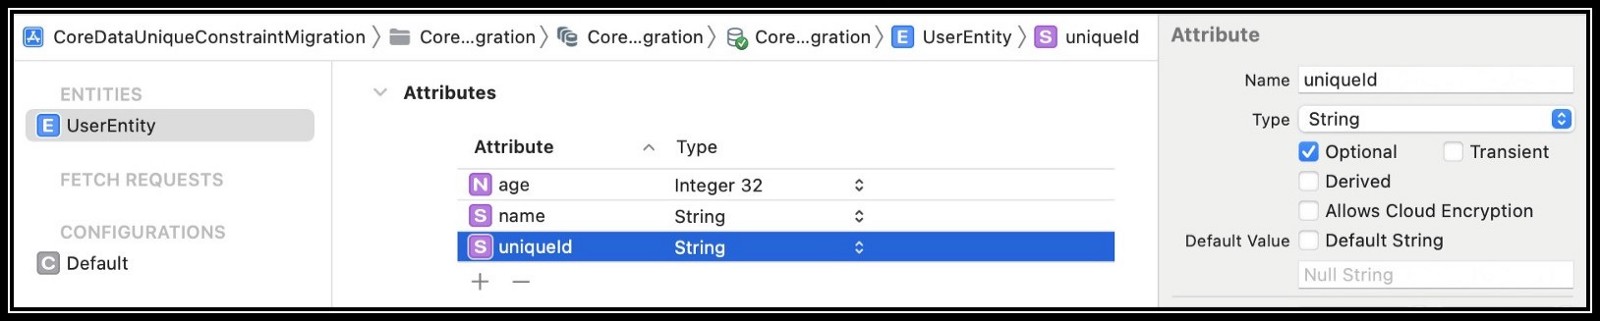 CoreDataUniqueConstraintMigration Core...gration Core...gration Core...gration E UserEntity S uniqueId
ENTITIES
E UserEntity
FETCH REQUESTS
CONFIGURATIONS
C Default
Attributes
Attribute Type
N age Integer 32
S name String
S uniqueId String
Attribute
Name uniqueId
Type String
Optional Transient
Derived
Allows Cloud Encryption
Default Value Default String
Null String